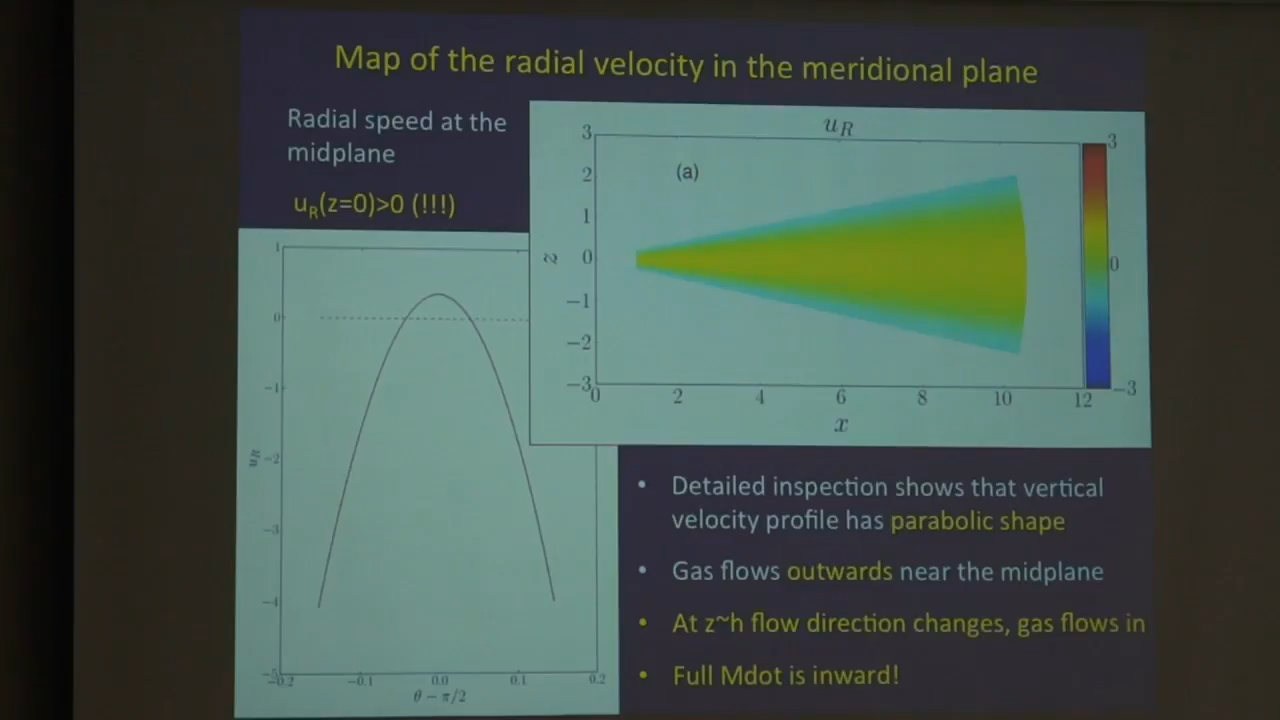 Map of the radial velocity in the meridional plane
Radial speed at the
midplane
u_R(z=0)>0 (!!!)
1
0
−1
−2
−3
−4
−5
u_R
−0.2
−0.1
0.0
0.1
0.2
θ − π/2
u_R
(a)
3
2
1
0
−1
−2
−3
z
0
2
4
6
8
10
12
x
3
0
−3
• Detailed inspection shows that vertical
velocity profile has parabolic shape
• Gas flows outwards near the midplane
• At z~h flow direction changes, gas flows in
• Full Mdot is inward!